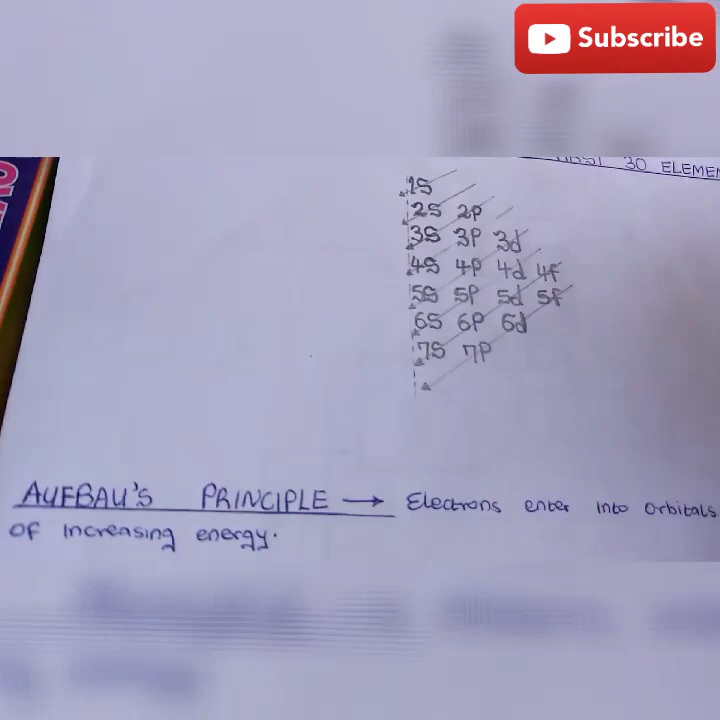 Subscribe
30 ELEMEN
1S
2S 2P
3S 3P 3d
4S 4P 4d 4f
5S 5P 5d 5f
6S 6P 6d
7S 7P
AUFBAU'S PRINCIPLE → Electrons enter into orbitals
of increasing energy.